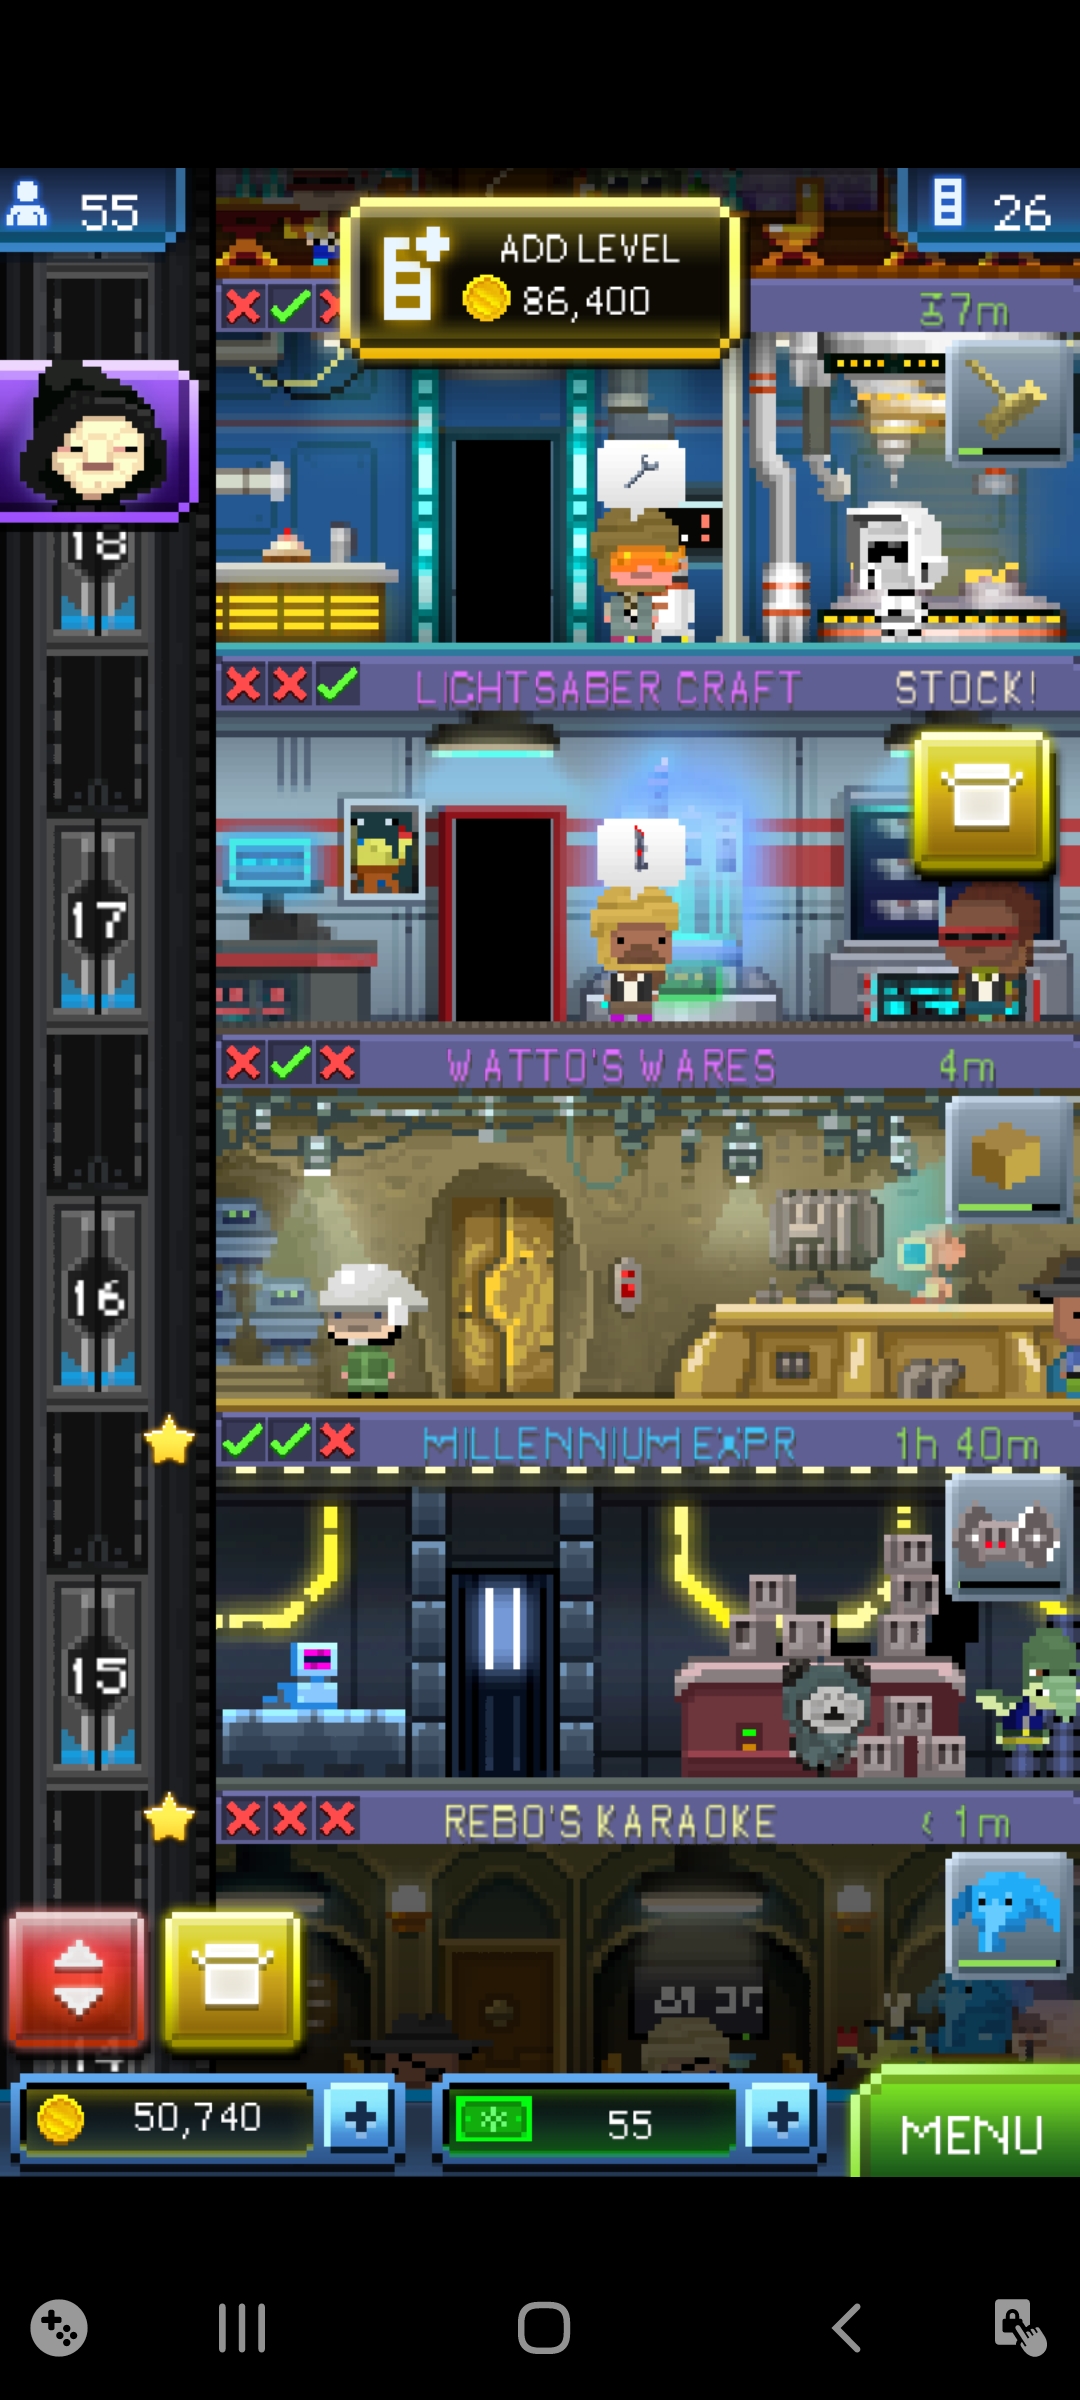 55
ADD LEVEL
86,400
26
37m
18
LIGHTSABER CRAFT
STOCK!
17
WATTO'S WARES
4m
16
MILLENNIUM EXPR
1h 40m
15
REBO'S KARAOKE
< 1m
14
50,740
55
MENU